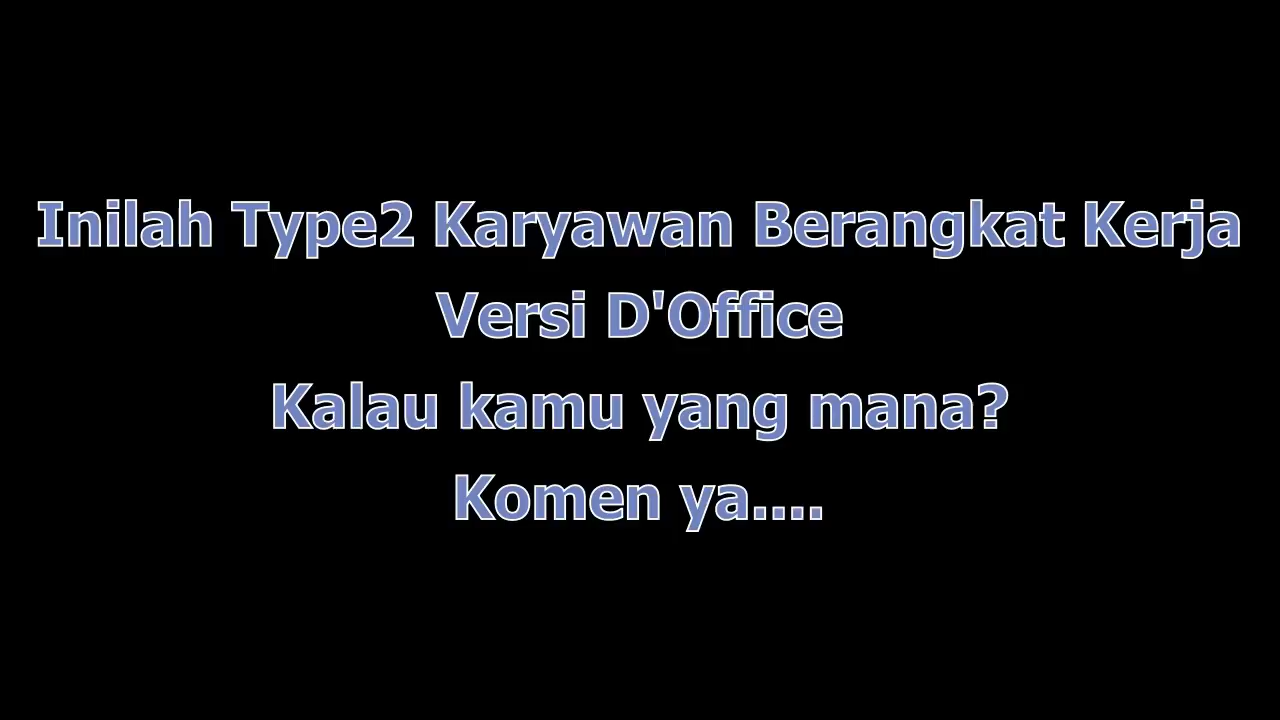 Inilah Type2 Karyawan Berangkat Kerja
Versi D'Office
Kalau kamu yang mana?
Komen ya....